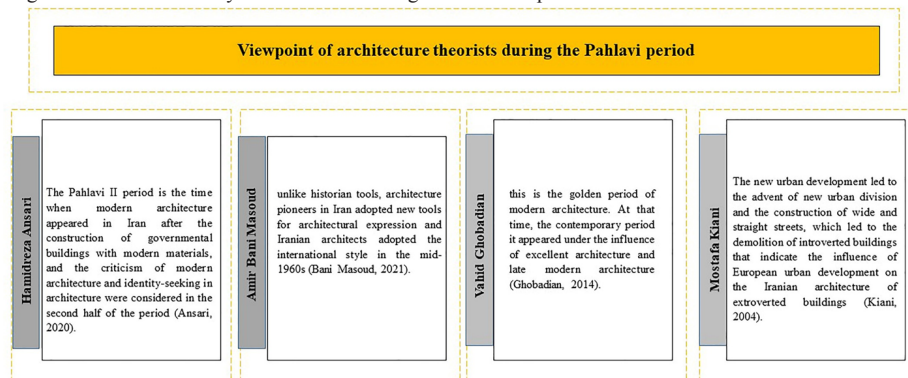 Viewpoint of architecture theorists during the Pahlavi period
Hamidreza Ansari
The Pahlavi II period is the time
when modern architecture
appeared in Iran after the
construction of governmental
buildings with modern materials,
and the criticism of modern
architecture and identity-seeking in
architecture were considered in the
second half of the period (Ansari,
2020).
Amir Bani Masoud
unlike historian tools, architecture
pioneers in Iran adopted new tools
for architectural expression and
Iranian architects adopted the
international style in the mid-
1960s (Bani Masoud, 2021).
Vahid Ghobadian
this is the golden period of
modern architecture. At that
time, the contemporary period
it appeared under the influence
of excellent architecture and
late modern architecture
(Ghobadian, 2014).
Mostafa Kiani
The new urban development led to
the advent of new urban division
and the construction of wide and
straight streets, which led to the
demolition of introverted buildings
that indicate the influence of
European urban development on
the Iranian architecture of
extroverted buildings (Kiani,
2004).